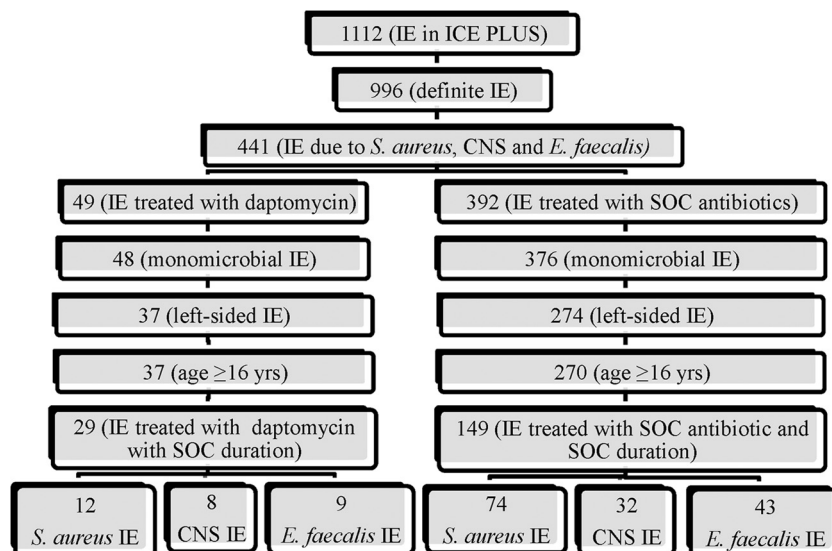 1112 (IE in ICE PLUS)
996 (definite IE)
441 (IE due to S. aureus, CNS and E. faecalis)
49 (IE treated with daptomycin)
392 (IE treated with SOC antibiotics)
48 (monomicrobial IE)
376 (monomicrobial IE)
37 (left-sided IE)
274 (left-sided IE)
37 (age ≥16 yrs)
270 (age ≥16 yrs)
29 (IE treated with daptomycin
with SOC duration)
149 (IE treated with SOC antibiotic and
SOC duration)
12
S. aureus IE
8
CNS IE
9
E. faecalis IE
74
S. aureus IE
32
CNS IE
43
E. faecalis IE